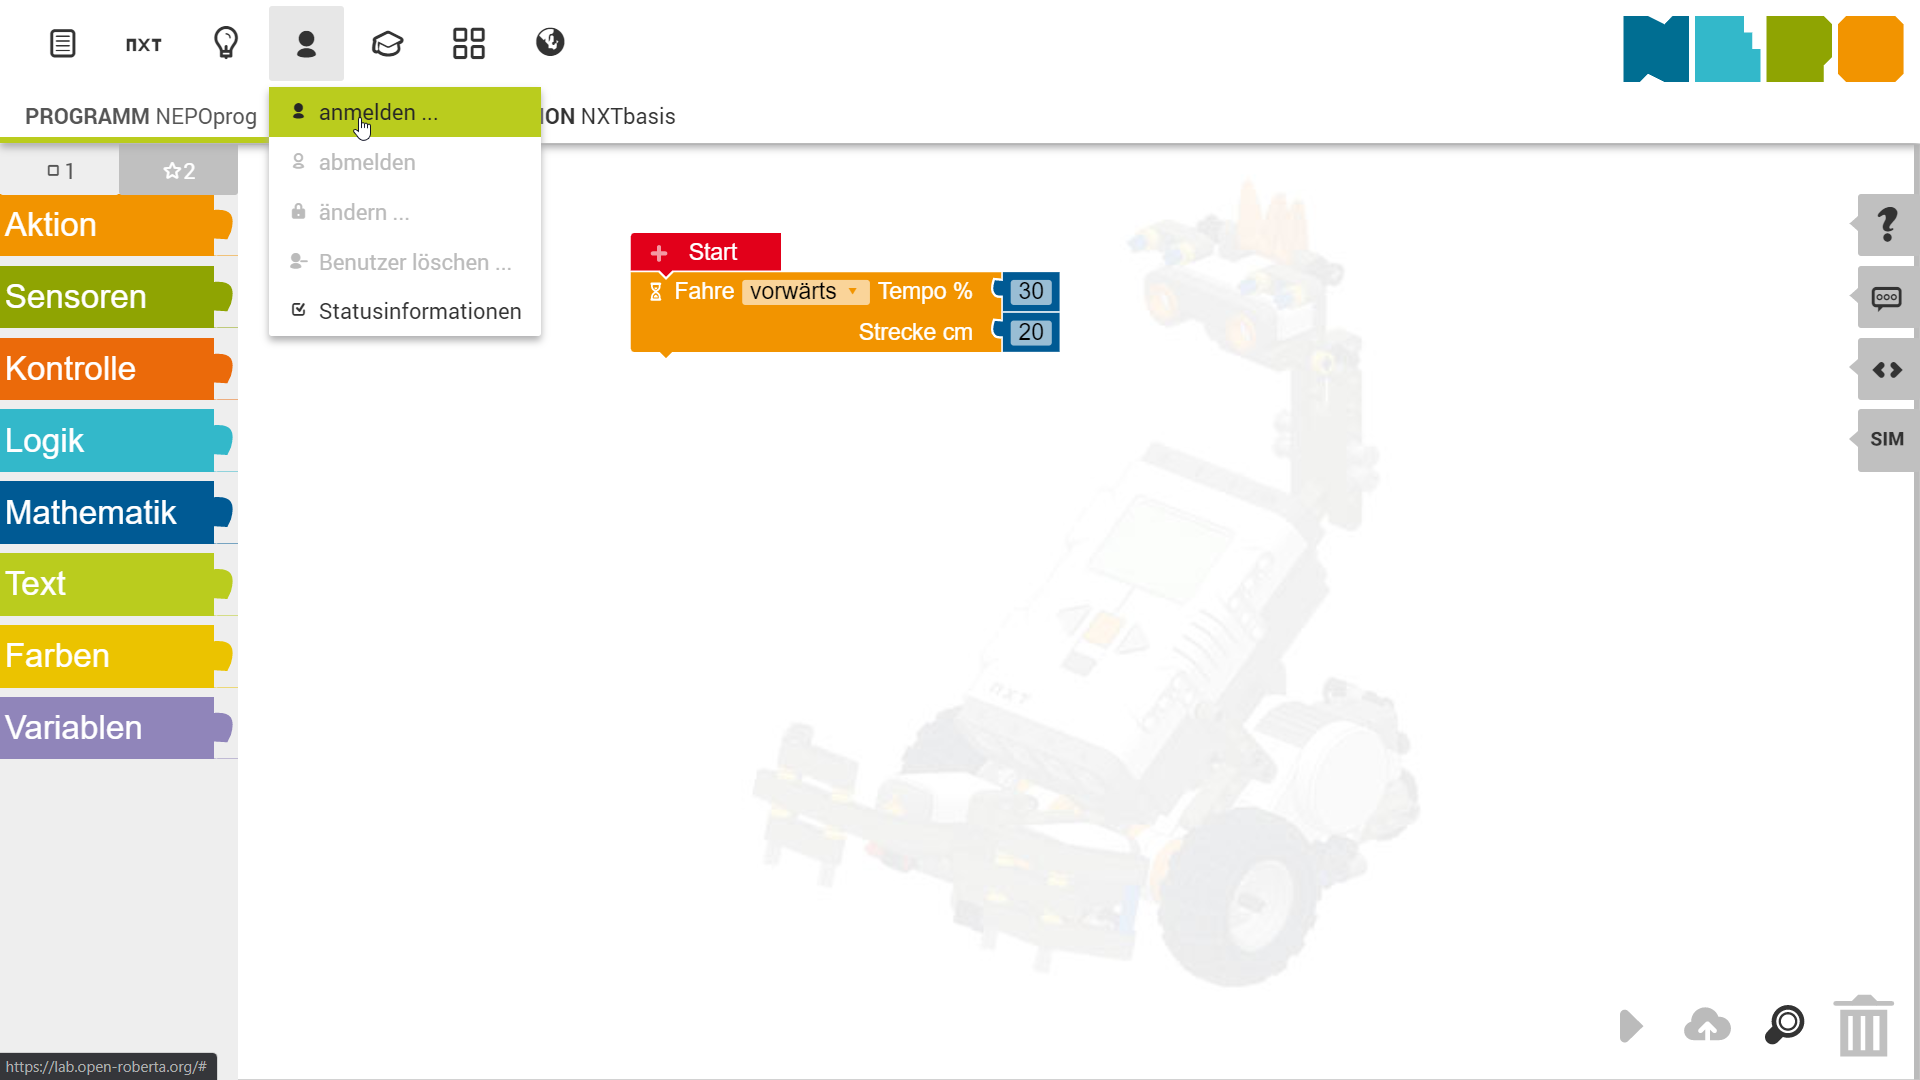 nxt
PROGRAMM NEPOprog
ION NXTbasis
anmelden ...
abmelden
ändern ...
Benutzer löschen ...
Statusinformationen
1
2
Aktion
Sensoren
Kontrolle
Logik
Mathematik
Text
Farben
Variablen
Start
Fahre vorwärts Tempo % 30
Strecke cm 20
?
SIM
nxt
https://lab.open-roberta.org/#